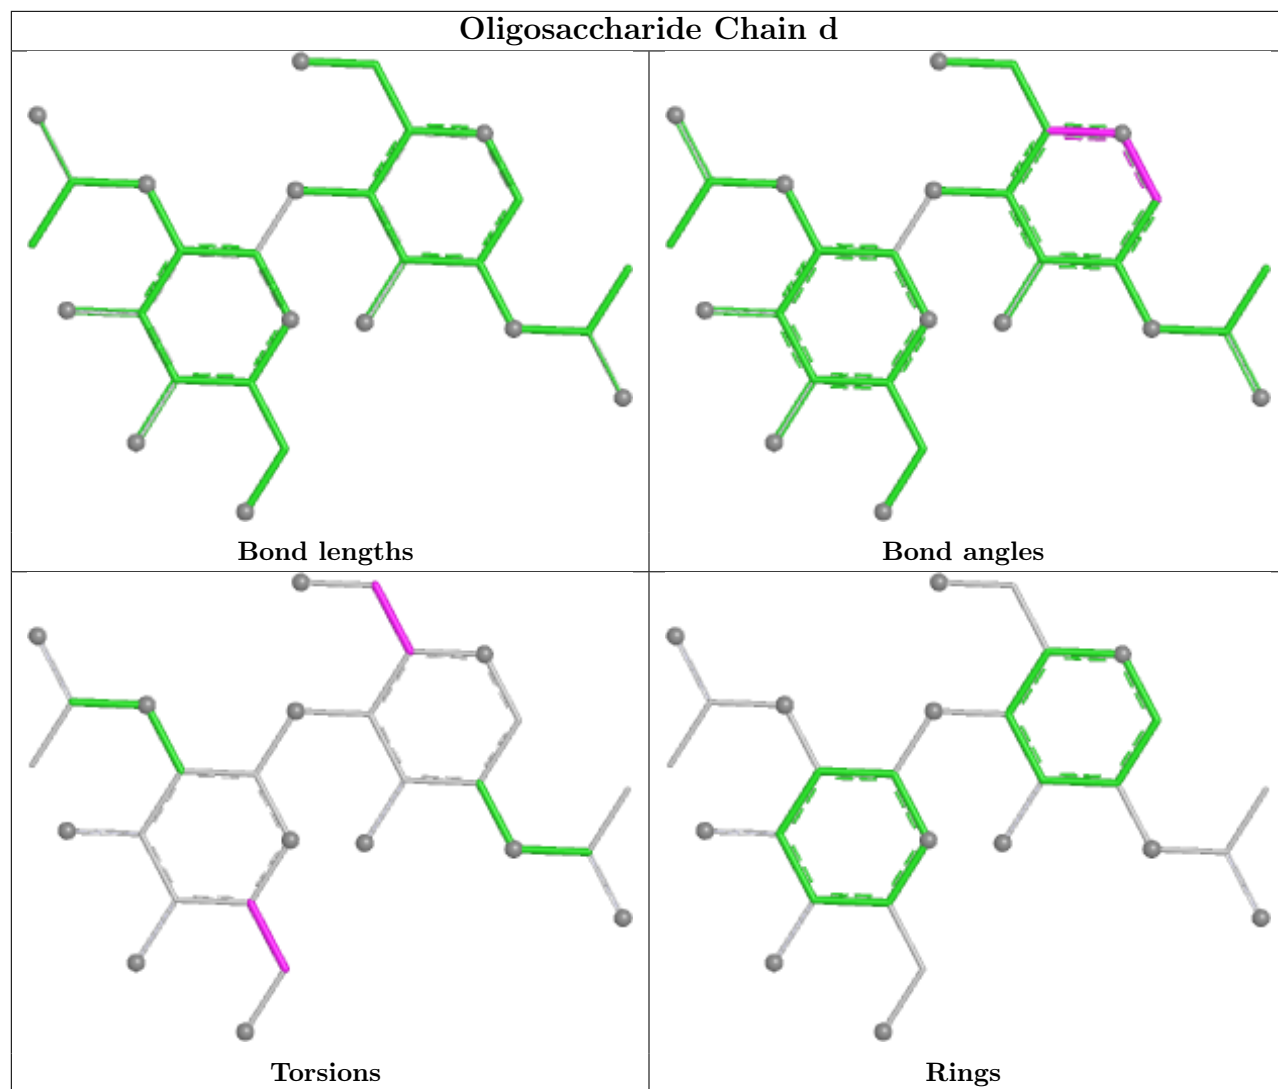 Oligosaccharide Chain d
Bond lengths
Bond angles
Torsions
Rings